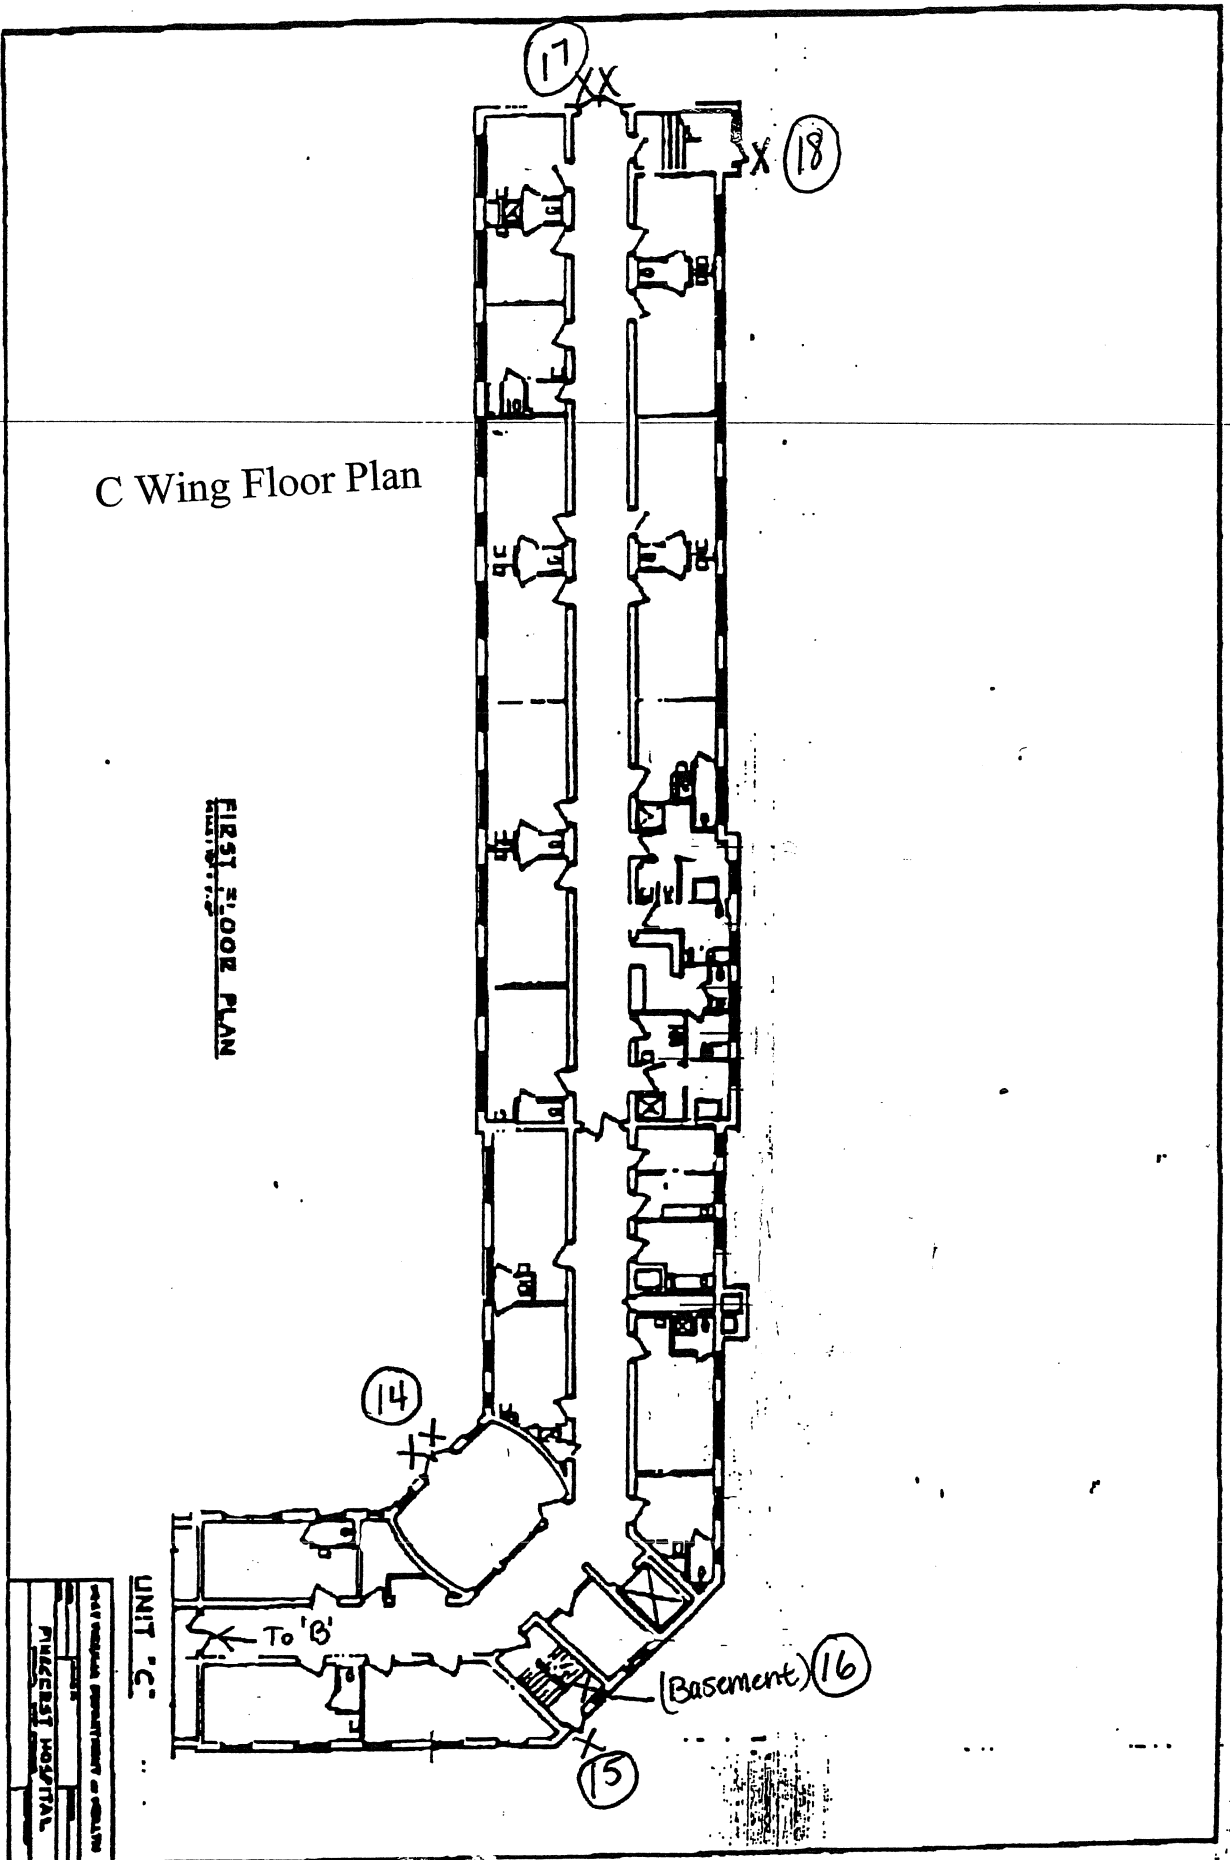 17
18
C Wing Floor Plan
FIRST FLOOR PLAN
14
UNIT "C"
To 'B'
(Basement) 16
15
PINECREST HOSPITAL